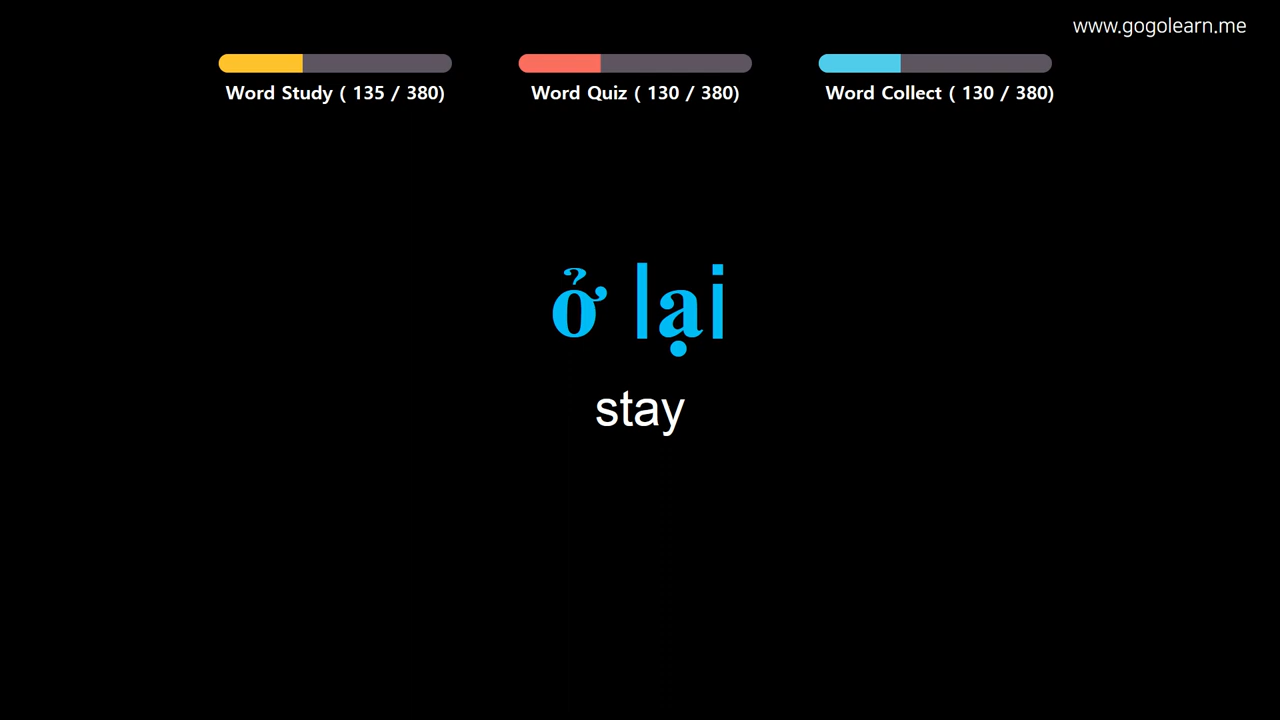 www.gogolearn.me
Word Study ( 135 / 380)
Word Quiz ( 130 / 380)
Word Collect ( 130 / 380)
ở lại
stay